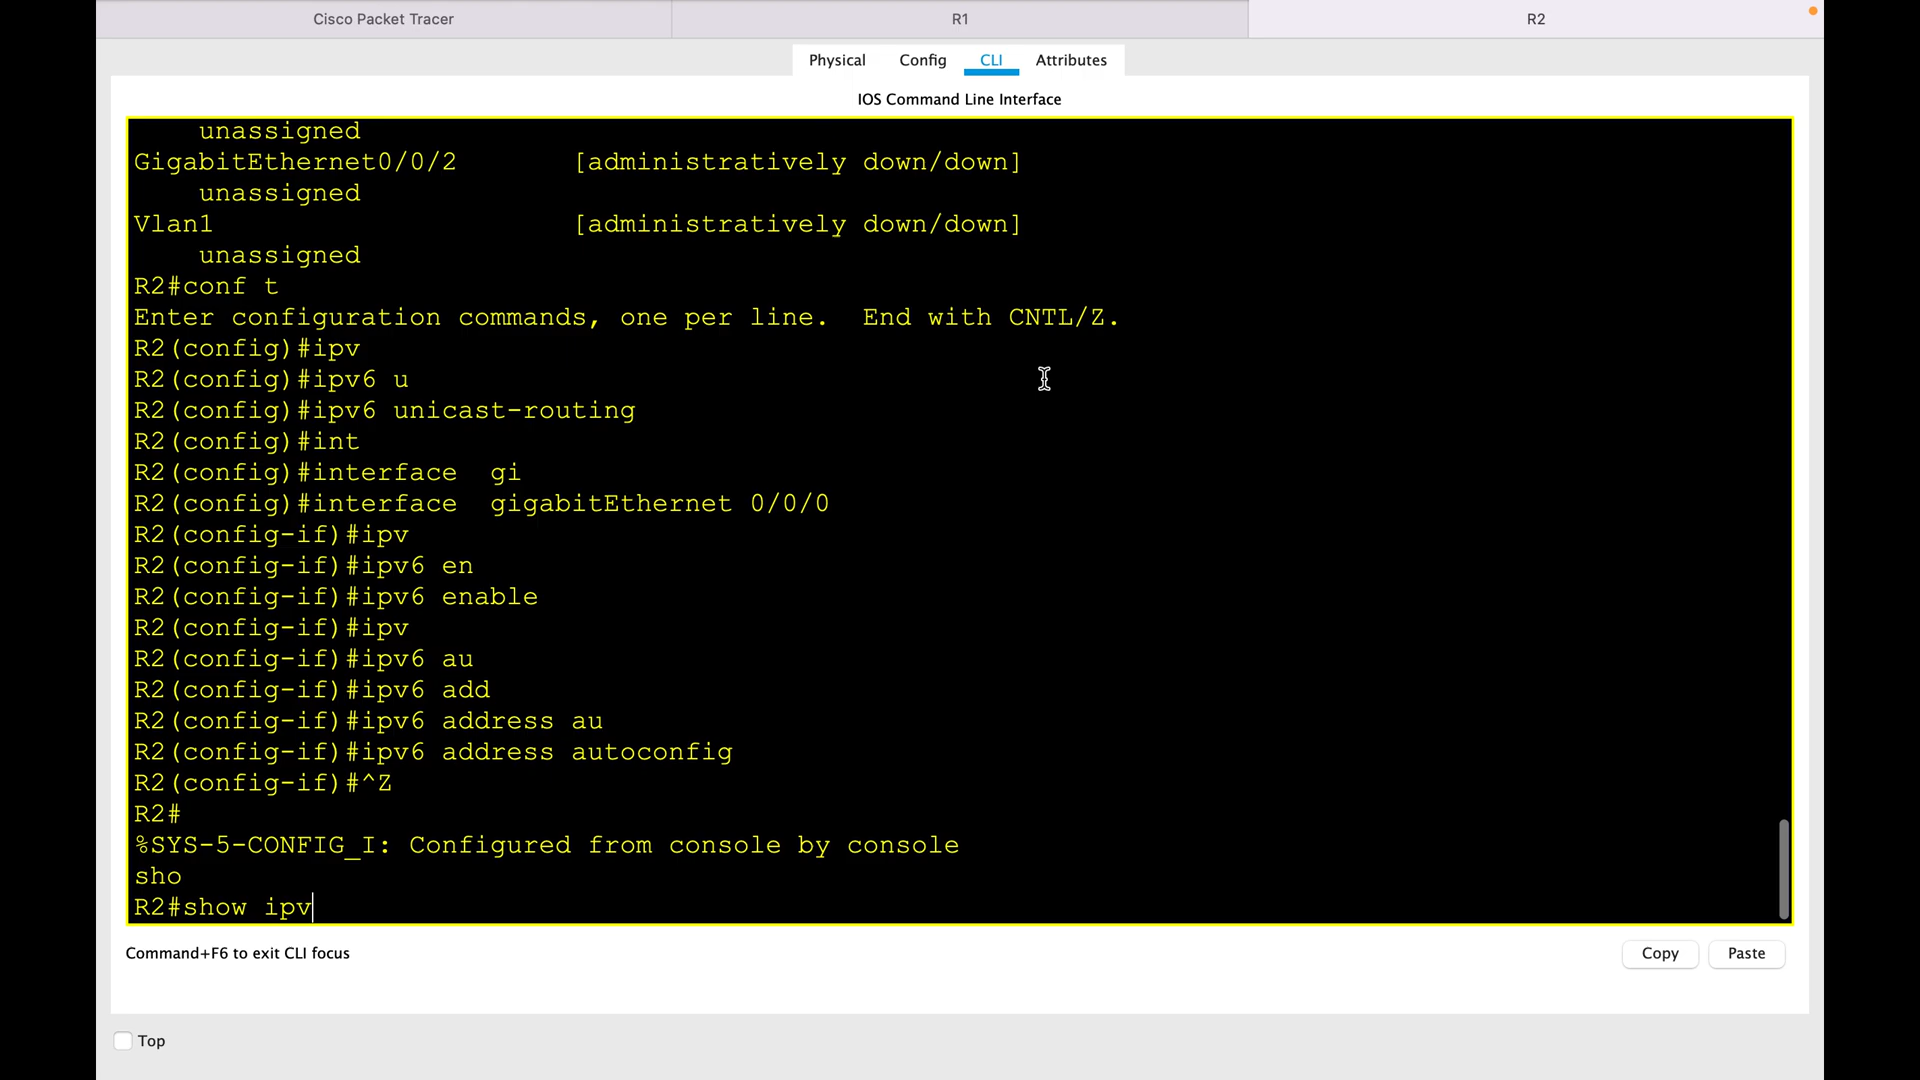 Cisco Packet Tracer
R1
R2
Physical
Config
CLI
Attributes
IOS Command Line Interface
unassigned
GigabitEthernet0/0/2 [administratively down/down]
unassigned
Vlan1 [administratively down/down]
unassigned
R2#conf t
Enter configuration commands, one per line.  End with CNTL/Z.
R2(config)#ipv
R2(config)#ipv6 u
R2(config)#ipv6 unicast-routing
R2(config)#int
R2(config)#interface  gi
R2(config)#interface  gigabitEthernet 0/0/0
R2(config-if)#ipv
R2(config-if)#ipv6 en
R2(config-if)#ipv6 enable
R2(config-if)#ipv
R2(config-if)#ipv6 au
R2(config-if)#ipv6 add
R2(config-if)#ipv6 address au
R2(config-if)#ipv6 address autoconfig
R2(config-if)#^Z
R2#
%SYS-5-CONFIG_I: Configured from console by console
sho
R2#show ipv
Command+F6 to exit CLI focus
Copy
Paste
Top